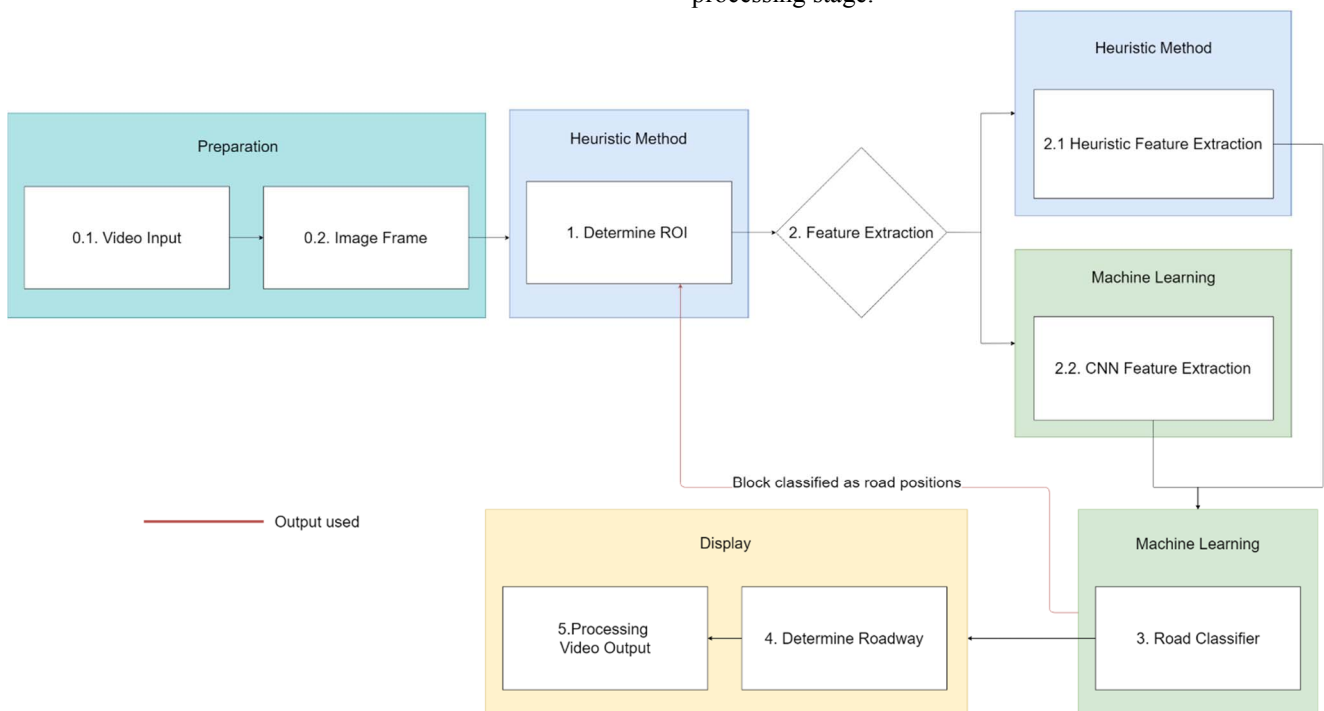 processing stage.
Heuristic Method
2.1 Heuristic Feature Extraction
Preparation
0.1. Video Input
0.2. Image Frame
Heuristic Method
1. Determine ROI
2. Feature Extraction
Machine Learning
2.2. CNN Feature Extraction
Block classified as road positions
Output used
Display
5.Processing
Video Output
4. Determine Roadway
Machine Learning
3. Road Classifier